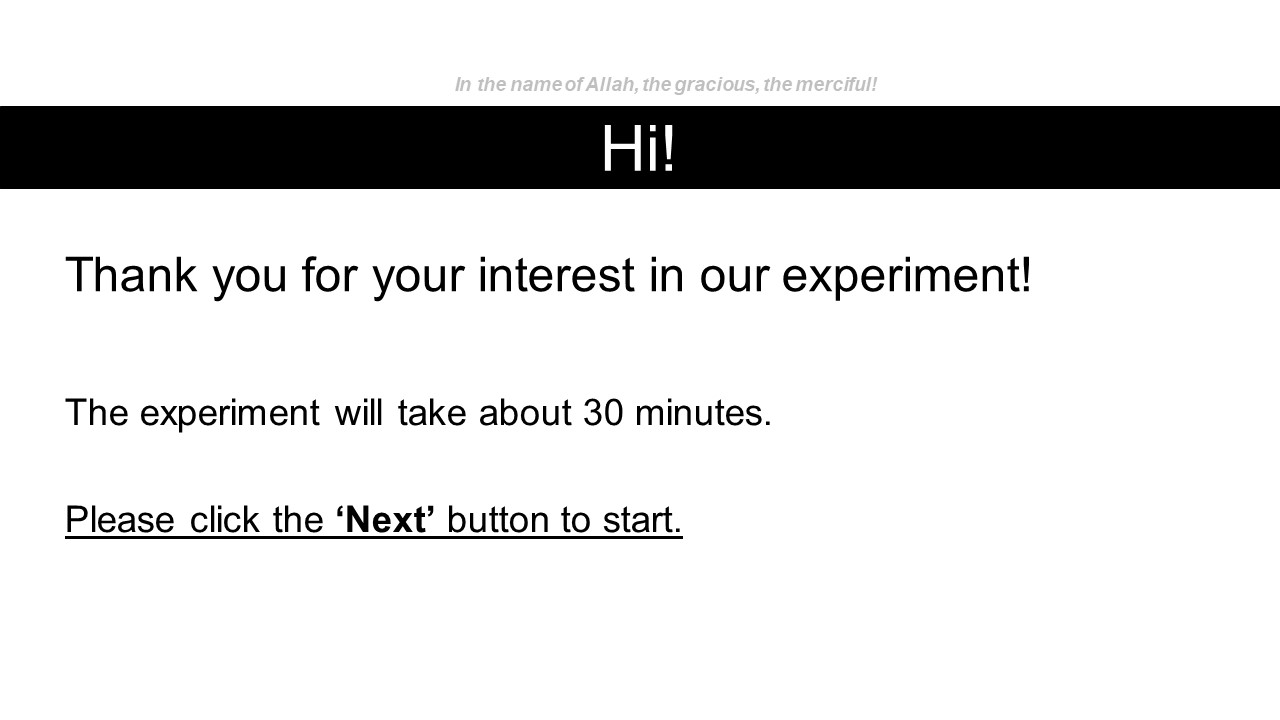 In the name of Allah, the gracious, the merciful!
Hi!
Thank you for your interest in our experiment!
The experiment will take about 30 minutes.
Please click the ‘Next’ button to start.